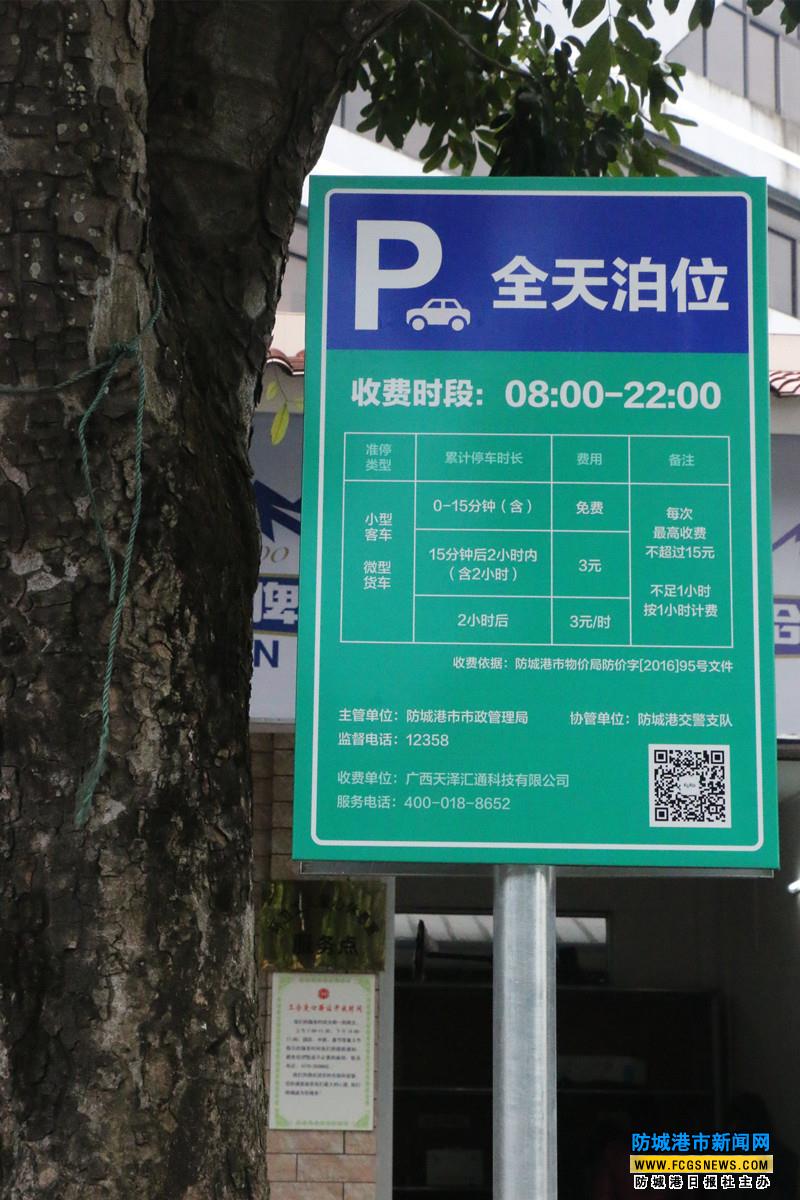 P 全天泊位
收费时段：08:00-22:00
准停类型 累计停车时长 费用 备注
小型客车
微型货车
0-15分钟（含） 免费
15分钟后2小时内（含2小时） 3元
2小时后 3元/时
每次
最高收费
不超过15元
不足1小时
按1小时计费
收费依据：防城港市物价局防价字[2016]95号文件
主管单位：防城港市市政管理局 协管单位：防城港交警支队
监督电话：12358
收费单位：广西天泽汇通科技有限公司
服务电话：400-018-8652
牌
N
服务点
防城港市新闻网
WWW.FCGSNEWS.COM
防城港日报社主办